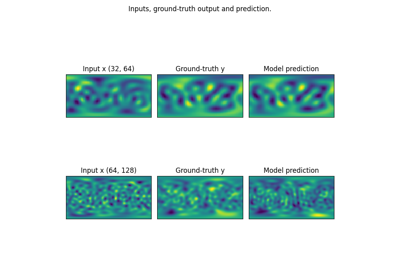 Inputs, ground-truth output and prediction.
Input x (32, 64) Ground-truth y Model prediction
Input x (64, 128) Ground-truth y Model prediction